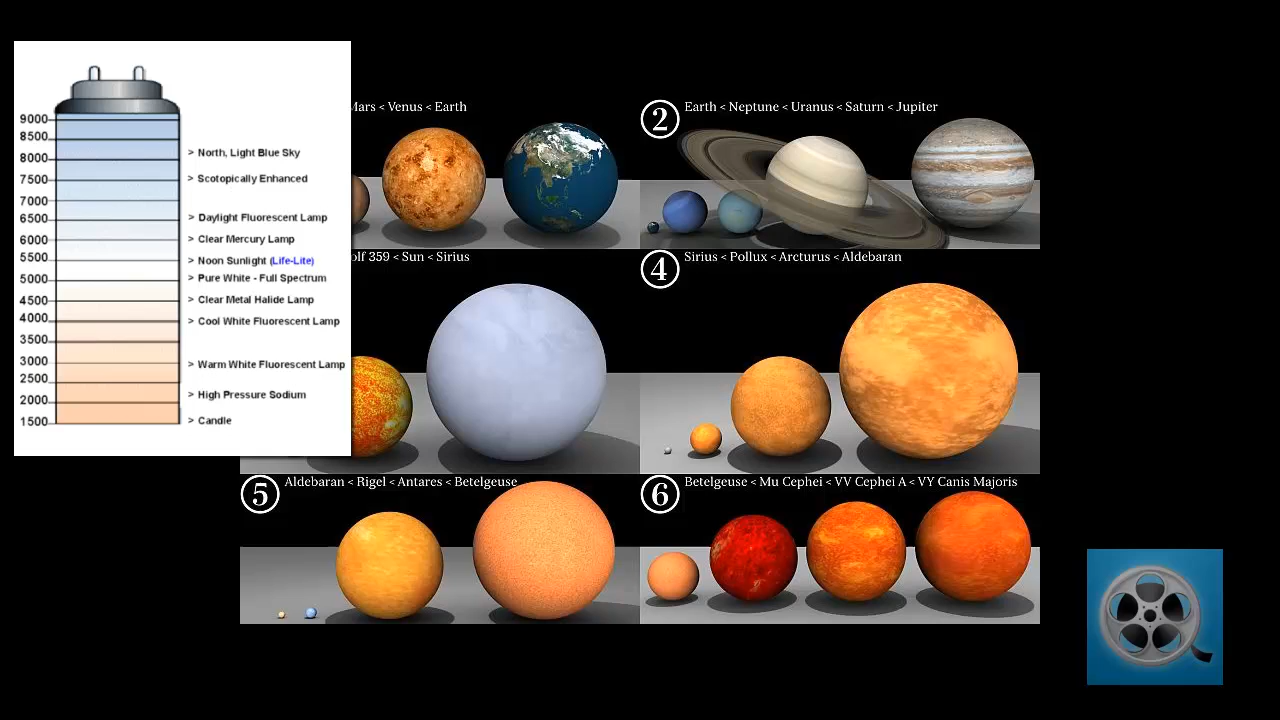 9000
8500
8000
7500
7000
6500
6000
5500
5000
4500
4000
3500
3000
2500
2000
1500
> North, Light Blue Sky
> Scotopically Enhanced
> Daylight Fluorescent Lamp
> Clear Mercury Lamp
> Noon Sunlight (Life-Lite)
> Pure White - Full Spectrum
> Clear Metal Halide Lamp
> Cool White Fluorescent Lamp
> Warm White Fluorescent Lamp
> High Pressure Sodium
> Candle
Mars < Venus < Earth
2 Earth < Neptune < Uranus < Saturn < Jupiter
359 < Sun < Sirius
4 Sirius < Pollux < Arcturus < Aldebaran
5 Aldebaran < Rigel < Antares < Betelgeuse
6 Betelgeuse < Mu Cephei < VV Cephei A < VY Canis Majoris